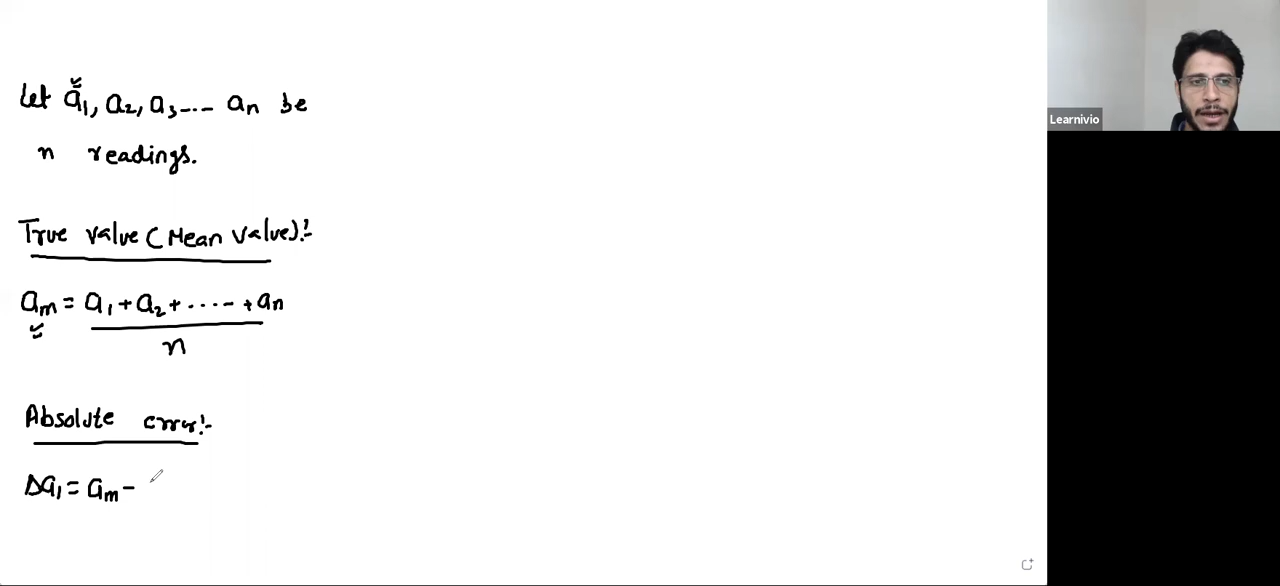 Let a₁, a₂, a₃---- aₙ be
n readings.
True value (Mean value):-
aₘ = a₁ + a₂ + ----- + aₙ
n
Absolute error:-
Δa₁ = aₘ -
Learnivio